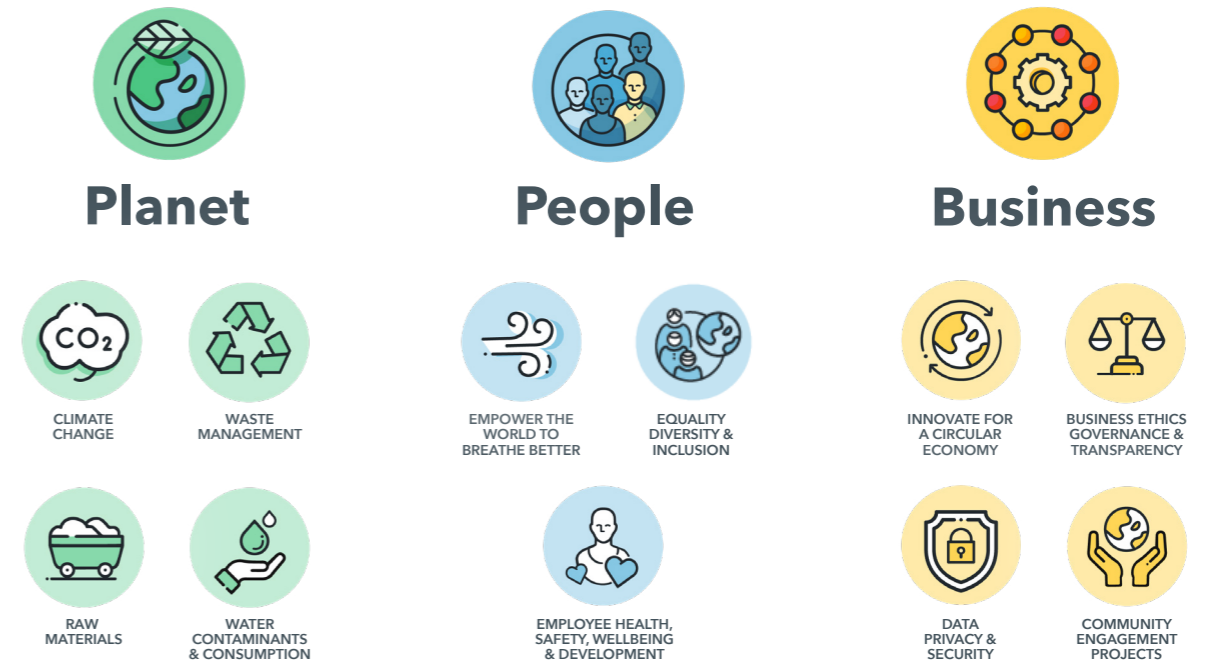 Planet
CO2
CLIMATE
CHANGE
WASTE
MANAGEMENT
RAW
MATERIALS
WATER
CONTAMINANTS
& CONSUMPTION
People
EMPOWER THE
WORLD TO
BREATHE BETTER
EQUALITY
DIVERSITY &
INCLUSION
EMPLOYEE HEALTH,
SAFETY, WELLBEING
& DEVELOPMENT
Business
INNOVATE FOR
A CIRCULAR
ECONOMY
BUSINESS ETHICS
GOVERNANCE &
TRANSPARENCY
DATA
PRIVACY &
SECURITY
COMMUNITY
ENGAGEMENT
PROJECTS